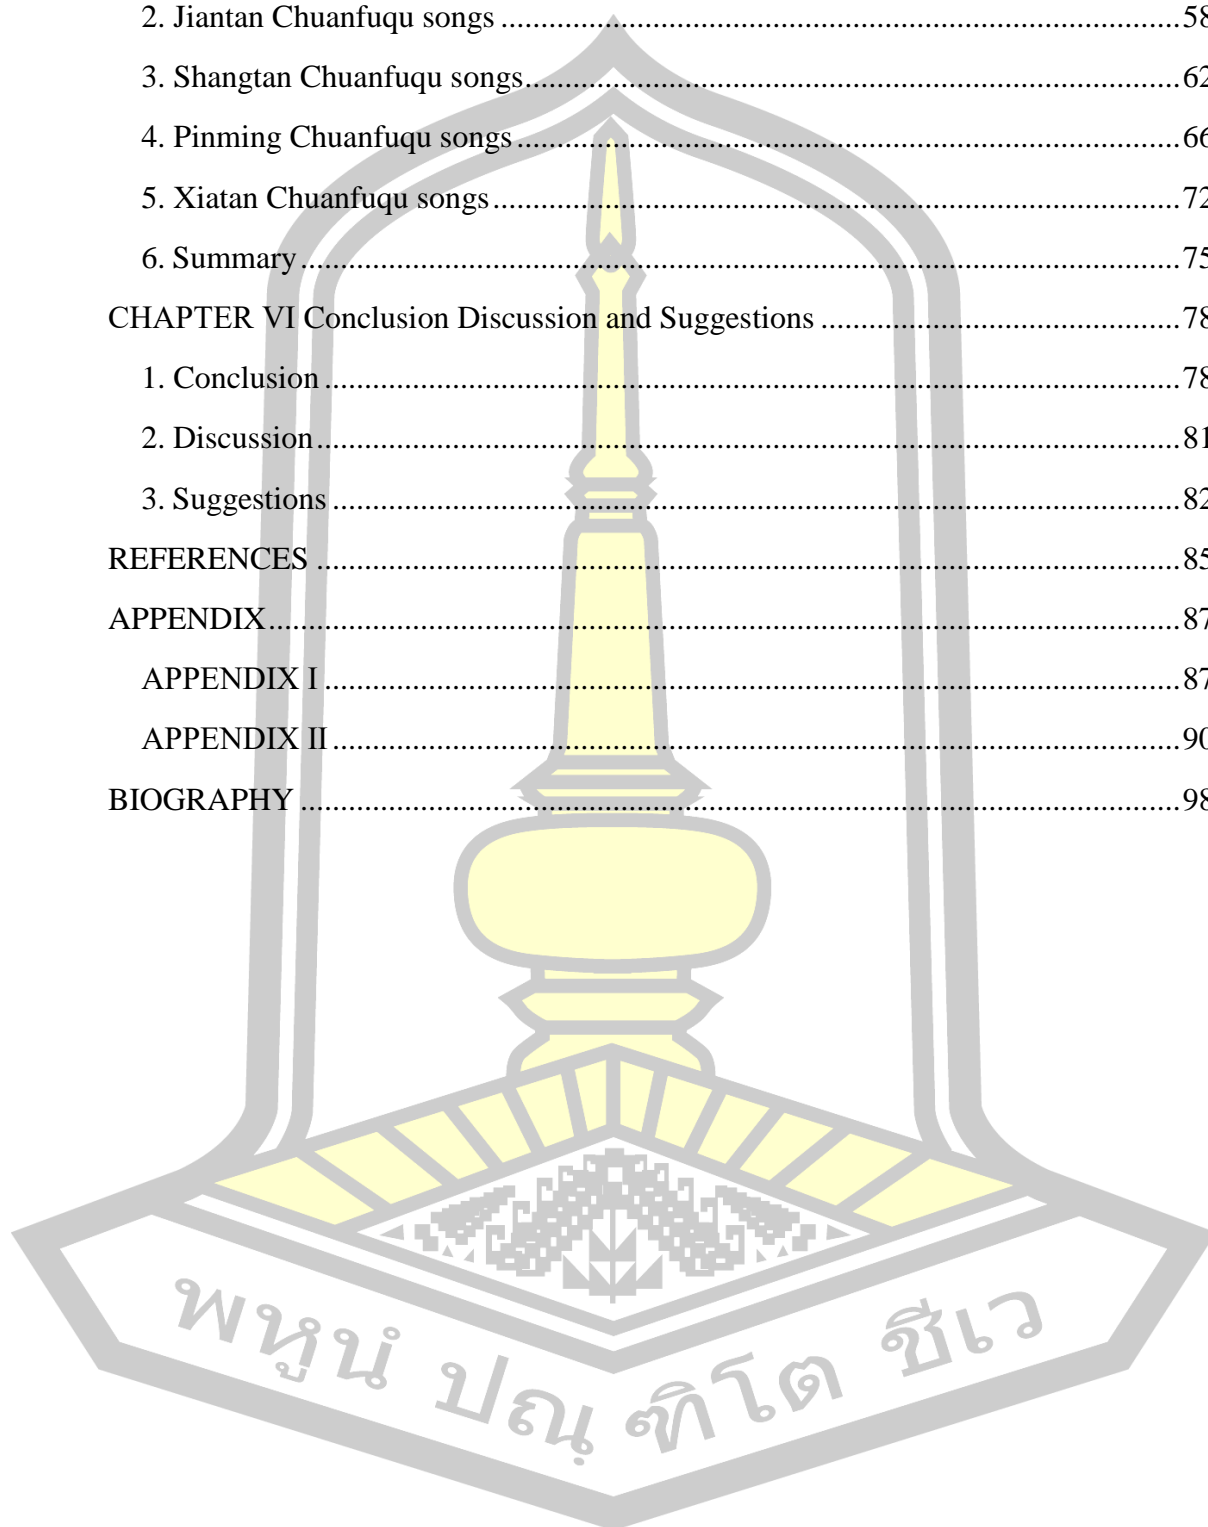 2. Jiantan Chuanfuqu songs ........ 58
3. Shangtan Chuanfuqu songs ........ 62
4. Pinming Chuanfuqu songs ........ 66
5. Xiatan Chuanfuqu songs ........ 72
6. Summary ........ 75
CHAPTER VI Conclusion Discussion and Suggestions ........ 78
1. Conclusion ........ 78
2. Discussion ........ 81
3. Suggestions ........ 82
REFERENCES ........ 85
APPENDIX ........ 87
APPENDIX I ........ 87
APPENDIX II ........ 90
BIOGRAPHY ........ 98
พหูนํ ปณฺฑิโต ชีเว